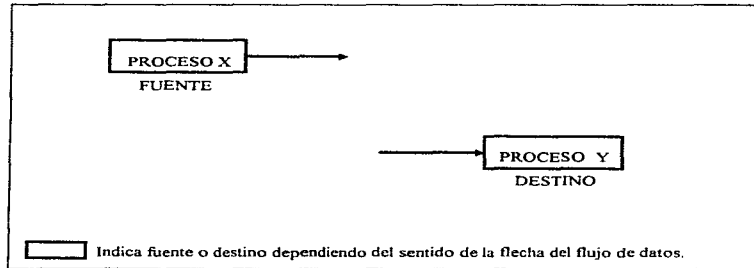 PROCESO X
FUENTE
PROCESO Y
DESTINO
Indica fuente o destino dependiendo del sentido de la flecha del flujo de datos.